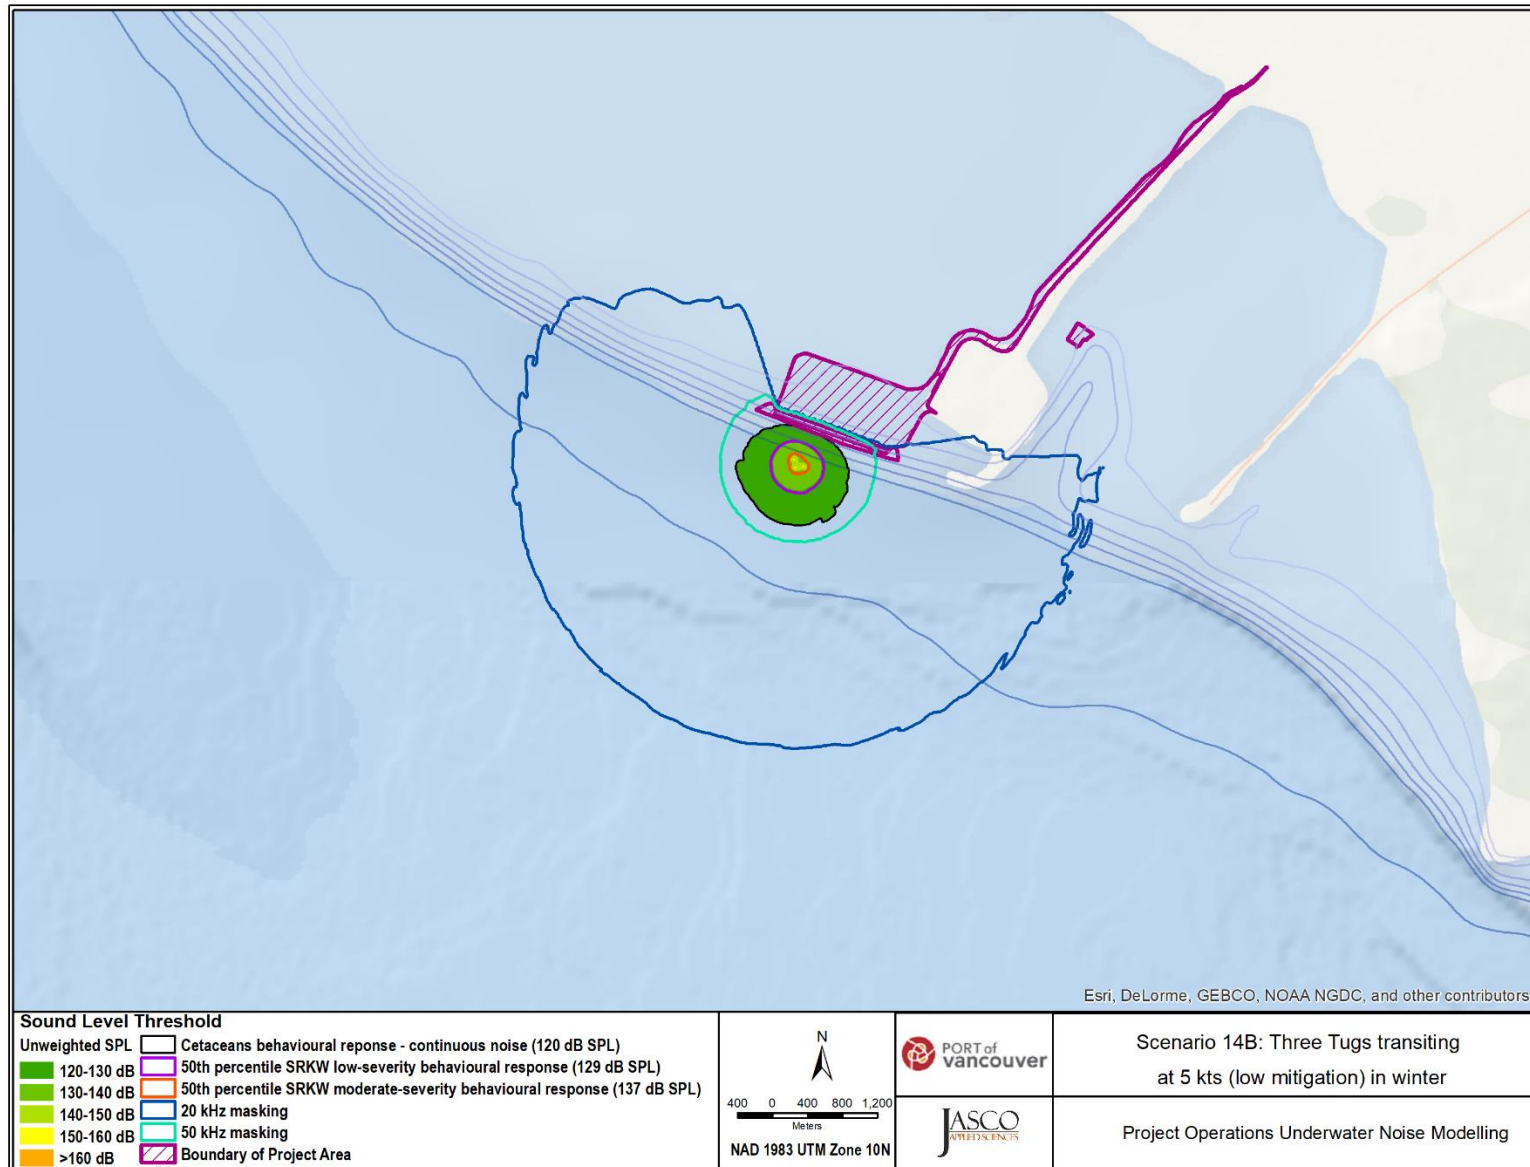 Esri, DeLorme, GEBCO, NOAA NGDC, and other contributors
Sound Level Threshold
Unweighted SPL
120-130 dB
130-140 dB
140-150 dB
150-160 dB
>160 dB
Cetaceans behavioural reponse - continuous noise (120 dB SPL)
50th percentile SRKW low-severity behavioural response (129 dB SPL)
50th percentile SRKW moderate-severity behavioural response (137 dB SPL)
20 kHz masking
50 kHz masking
Boundary of Project Area
N
400 0 400 800 1,200
Meters
NAD 1983 UTM Zone 10N
PORT of
vancouver
JASCO
APPLIED SCIENCES
Scenario 14B: Three Tugs transiting
at 5 kts (low mitigation) in winter
Project Operations Underwater Noise Modelling